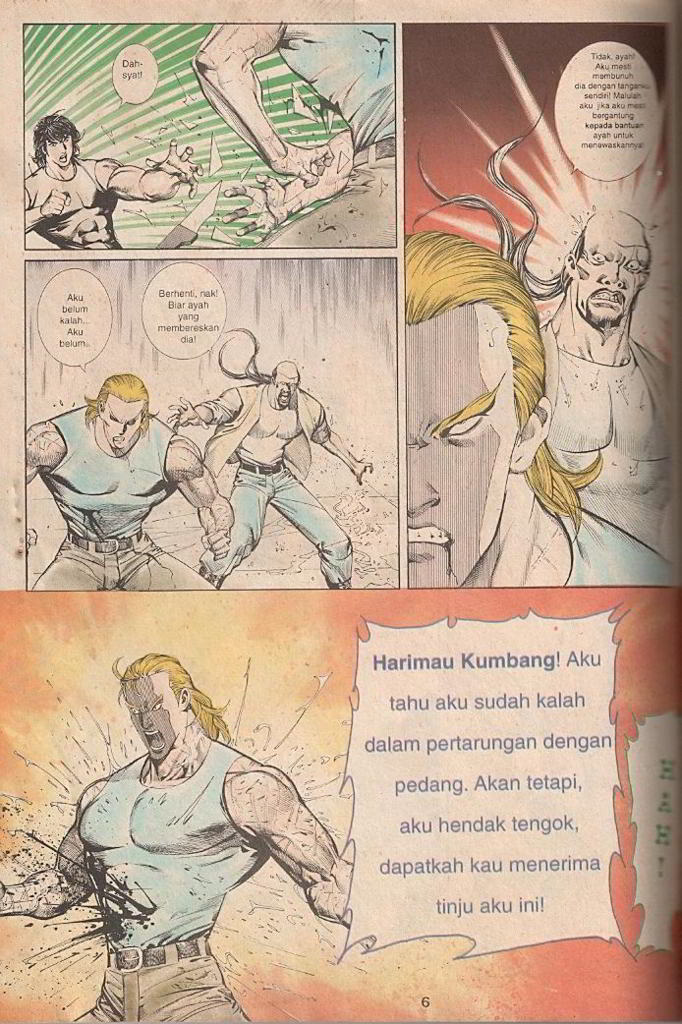 Dah-
syat!
Aku
belum
kalah...
Aku
belum..
Berhenti, nak!
Biar ayah
yang
membereskan
dia!
Tidak, ayah!
Aku mesti
membunuh
dia dengan tanganku
sendiri! Malulah
aku jika aku mesti
bergantung
kepada bantuan
ayah untuk
menewaskannya!
Harimau Kumbang! Aku
tahu aku sudah kalah
dalam pertarungan dengan
pedang. Akan tetapi,
aku hendak tengok,
dapatkah kau menerima
tinju aku ini!
6